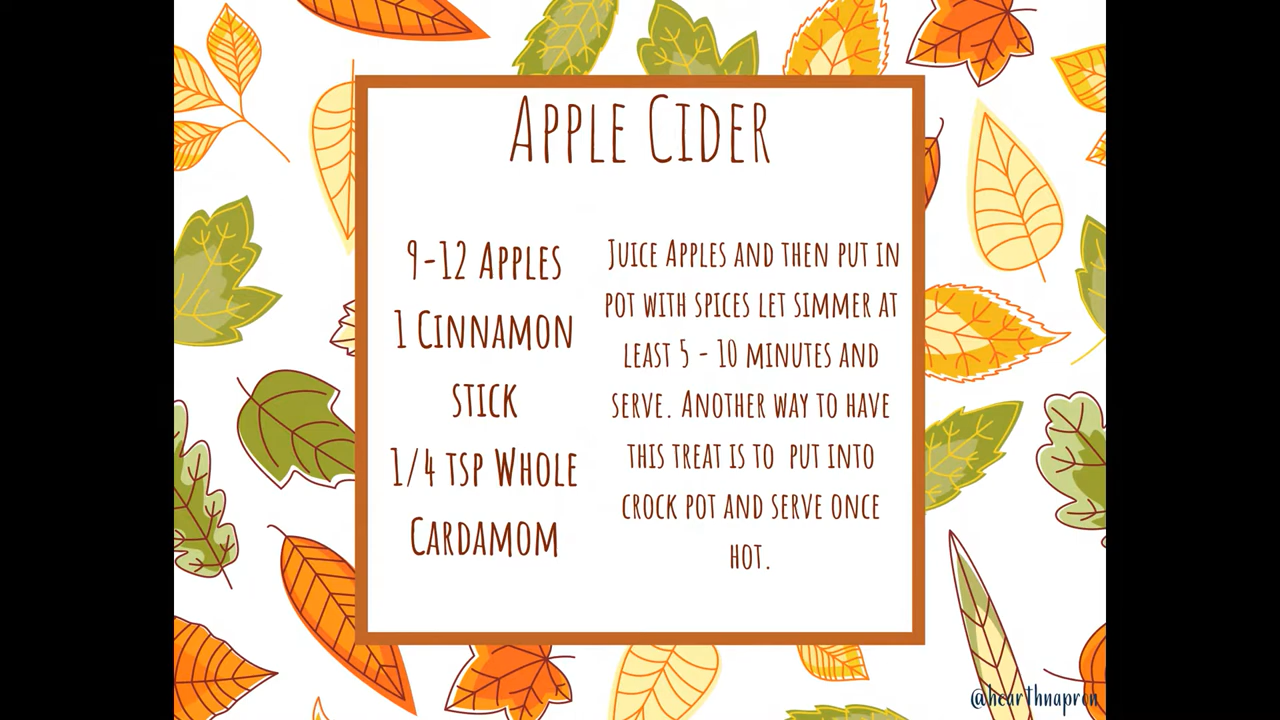 Apple Cider
9-12 Apples
1 Cinnamon
stick
1/4 tsp Whole
Cardamom
Juice Apples and then put in
pot with spices let simmer at
least 5 - 10 minutes and
serve. Another way to have
this treat is to put into
crock pot and serve once
hot.
@hearthnapron